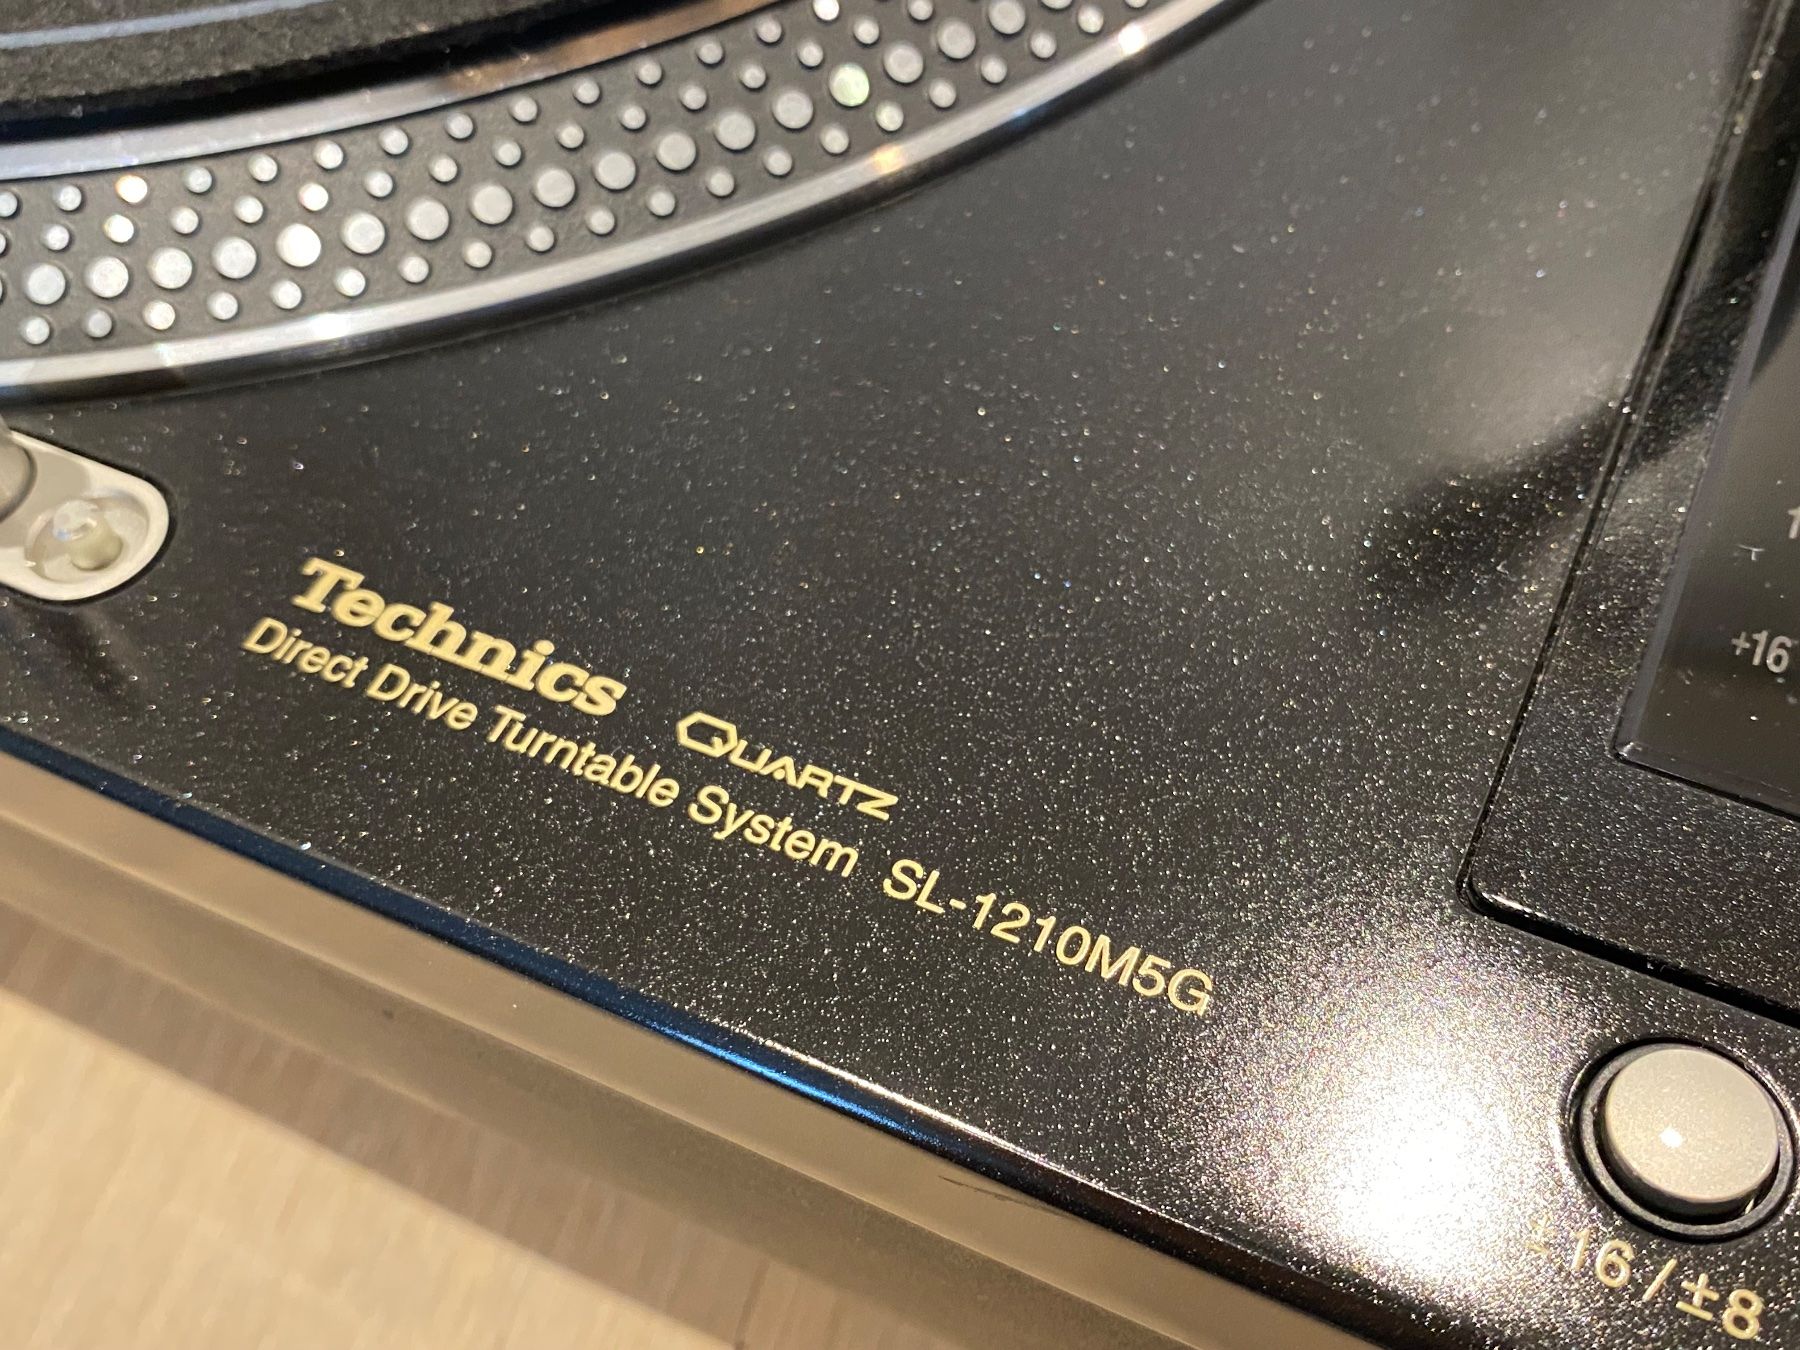 Technics QUARTZ
Direct Drive Turntable System SL-1210M5G
+16
±16 / ±8